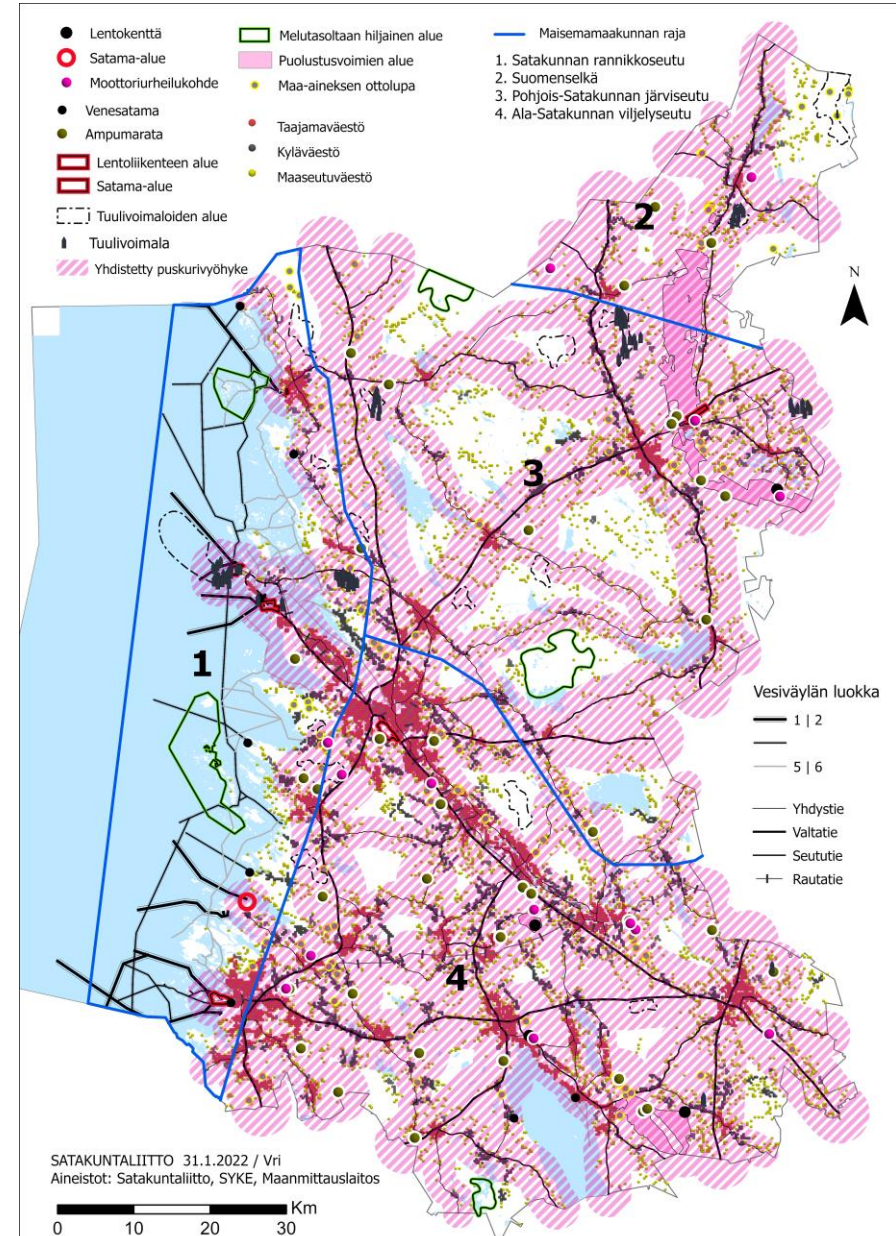 Lentokenttä
Satama-alue
Moottoriurheilukohde
Venesatama
Ampumarata
Lentoliikenteen alue
Satama-alue
Tuulivoimaloiden alue
Tuulivoimala
Yhdistetty puskurivyöhyke
Melutasoltaan hiljainen alue
Puolustusvoimien alue
Maa-aineksen ottolupa
Taajamaväestö
Kyläväestö
Maaseutuväestö
Maisemamaakunnan raja
1. Satakunnan rannikkoseutu
2. Suomenselkä
3. Pohjois-Satakunnan järviseutu
4. Ala-Satakunnan viljelyseutu
2
N
3
1
4
Vesiväylän luokka
1 | 2
5 | 6
Yhdystie
Valtatie
Seututie
Rautatie
SATAKUNTALIITTO 31.1.2022 / Vri
Aineistot: Satakuntaliitto, SYKE, Maanmittauslaitos
Km
0 10 20 30